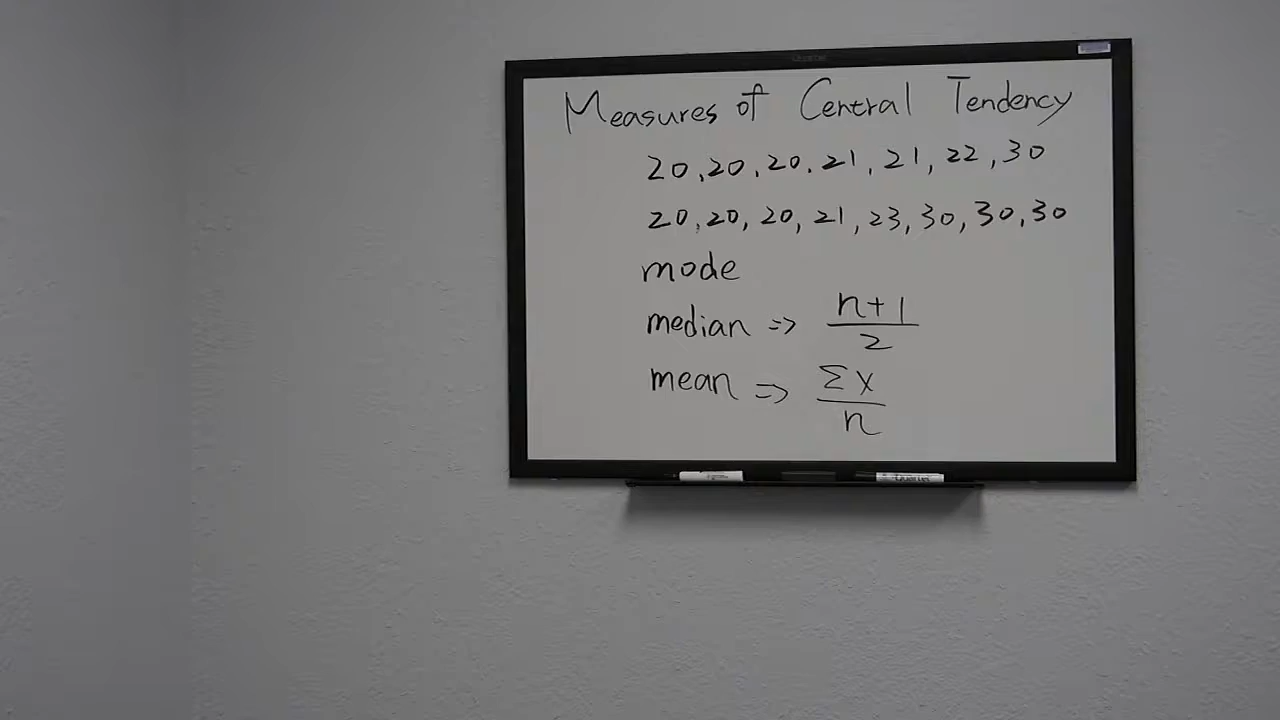 Measures of Central Tendency
20, 20, 20, 21, 21, 22, 30
20, 20, 20, 21, 23, 30, 30, 30
mode
median => n+1/2
mean => Σx/n
Quartet